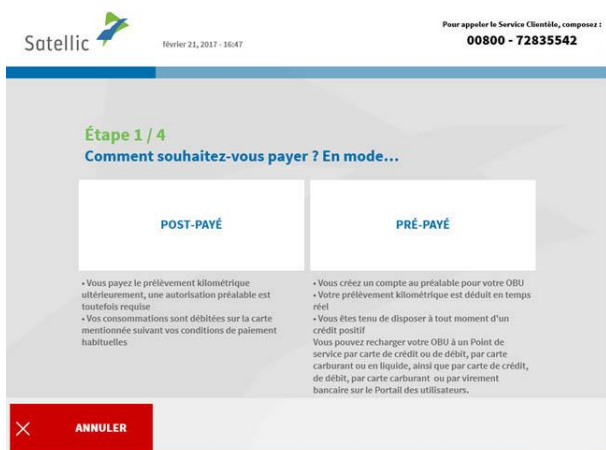 Satellic
février 21, 2017 - 16:47
Pour appeler le Service Clientèle, composez :
00800 - 72835542
Étape 1 / 4
Comment souhaitez-vous payer ? En mode...
POST-PAYÉ
PRÉ-PAYÉ
• Vous payez le prélèvement kilométrique
ultérieurement, une autorisation préalable est
toutefois requise
• Vos consommations sont débitées sur la carte
mentionnée suivant vos conditions de paiement
habituelles
• Vous créez un compte au préalable pour votre OBU
• Votre prélèvement kilométrique est déduit en temps
réel
• Vous êtes tenu de disposer à tout moment d'un
crédit positif
Vous pouvez recharger votre OBU à un Point de
service par carte de crédit ou de débit, par carte
carburant ou en liquide, ainsi que par carte de crédit,
de débit, par carte carburant ou par virement
bancaire sur le Portail des utilisateurs.
ANNULER